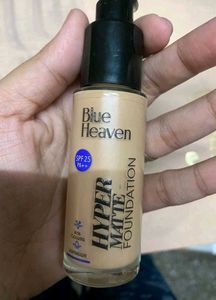 Blue
Heaven
SPF 25
PA++
HYPER
MATTE
FOUNDATION